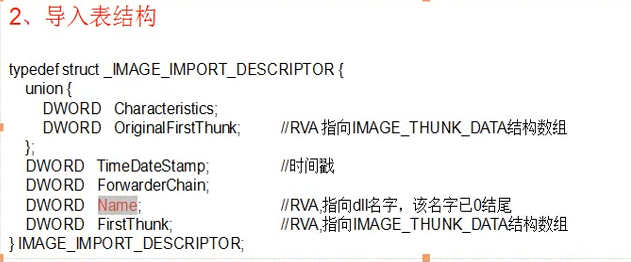 2、导入表结构
typedef struct _IMAGE_IMPORT_DESCRIPTOR {
union {
DWORD Characteristics;
DWORD OriginalFirstThunk; //RVA 指向IMAGE_THUNK_DATA结构数组
};
DWORD TimeDateStamp; //时间戳
DWORD ForwarderChain;
DWORD Name; //RVA,指向dll名字，该名字已0结尾
DWORD FirstThunk; //RVA,指向IMAGE_THUNK_DATA结构数组
} IMAGE_IMPORT_DESCRIPTOR;